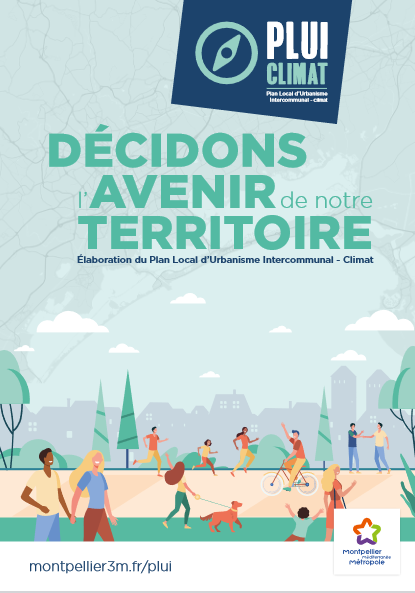 PLUI
CLIMAT
Plan Local d'Urbanisme
Intercommunal - climat
DÉCIDONS
l'AVENIR de notre
TERRITOIRE
Élaboration du Plan Local d'Urbanisme Intercommunal - Climat
montpellier3m.fr/plui
Montpellier
méditerranée
Métropole